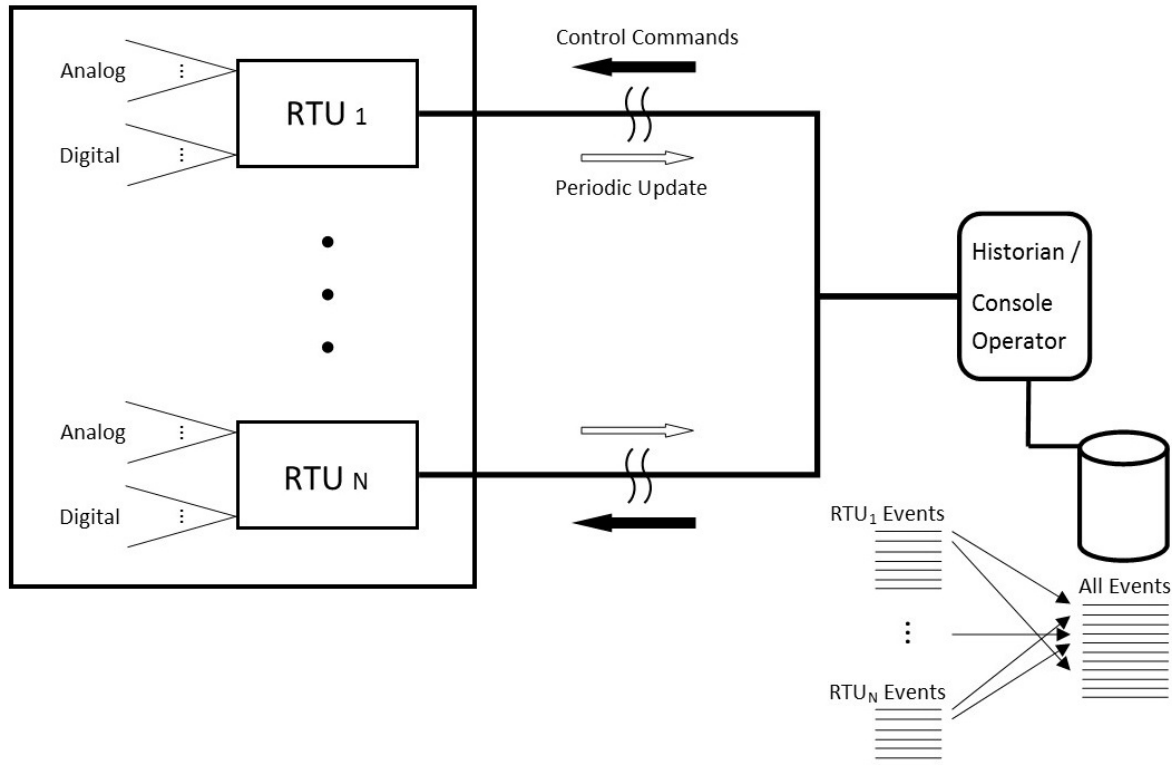 Control Commands
Analog
RTU 1
Digital
Periodic Update
Historian /
Console
Operator
Analog
RTU N
Digital
RTU1 Events
All Events
RTUN Events